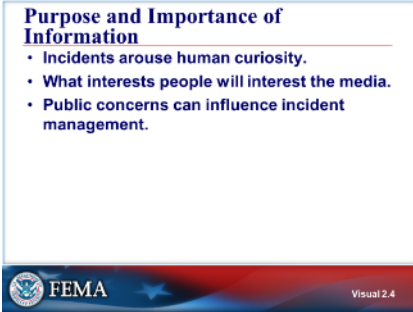 Purpose and Importance of
Information
• Incidents arouse human curiosity.
• What interests people will interest the media.
• Public concerns can influence incident
management.
FEMA
Visual 2.4